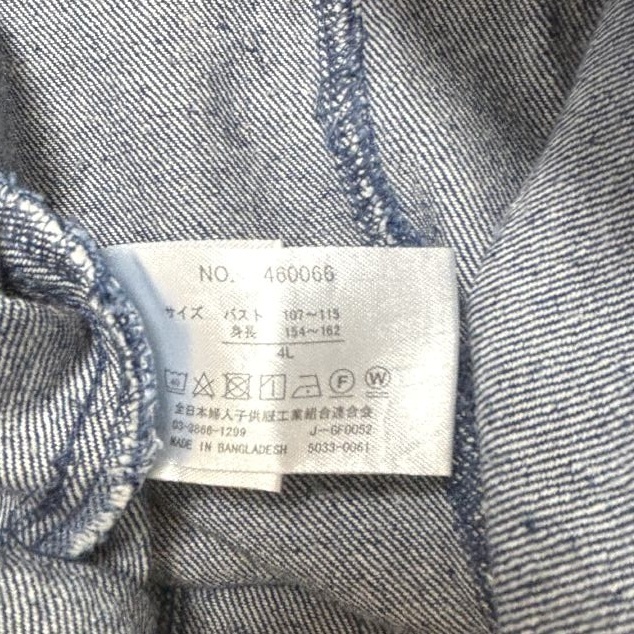 NO. 460066
サイズ バスト 107～115
身長 154～162
4L
40 F W
全日本婦人子供服工業組合連合会
03-3866-1299 J-GF0052
MADE IN BANGLADESH 5033-0061